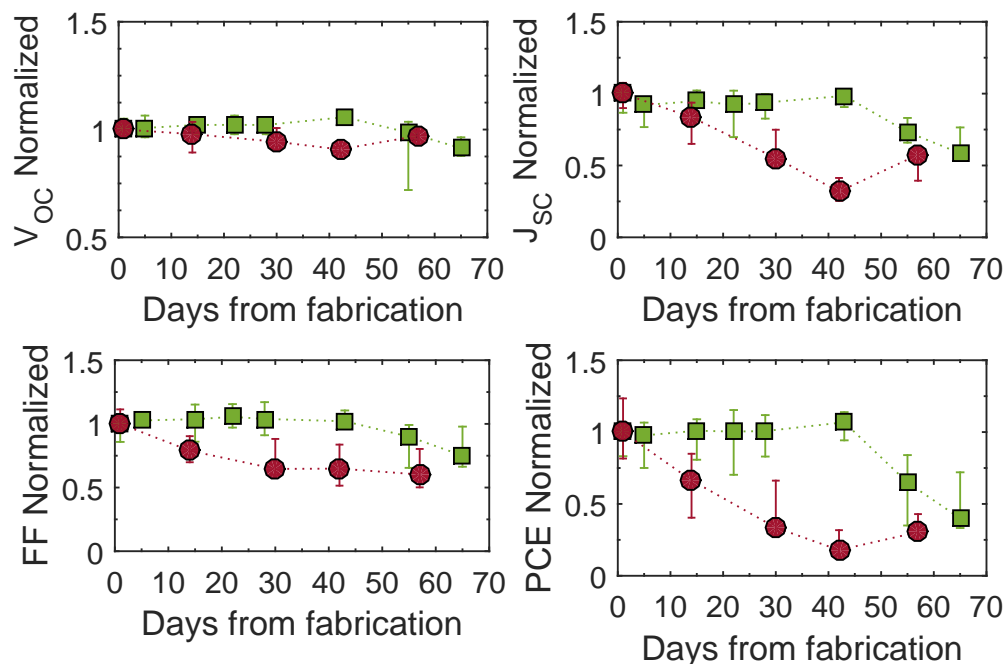 1.5
1
0.5
V_OC Normalized
0 10 20 30 40 50 60 70
Days from fabrication
1.5
1
0.5
0
J_SC Normalized
0 10 20 30 40 50 60 70
Days from fabrication
1.5
1
0.5
0
FF Normalized
0 10 20 30 40 50 60 70
Days from fabrication
1.5
1
0.5
0
PCE Normalized
0 10 20 30 40 50 60 70
Days from fabrication